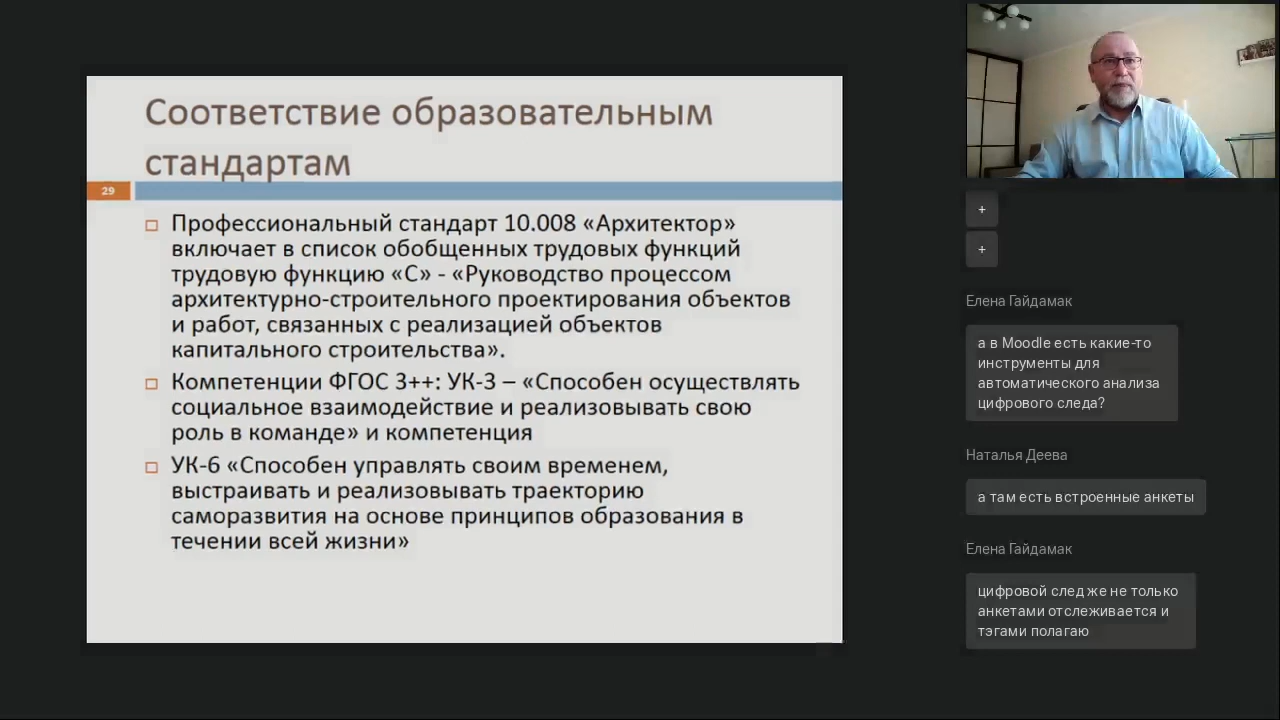 Соответствие образовательным
стандартам
29
Профессиональный стандарт 10.008 «Архитектор»
включает в список обобщенных трудовых функций
трудовую функцию «С» - «Руководство процессом
архитектурно-строительного проектирования объектов
и работ, связанных с реализацией объектов
капитального строительства».
Компетенции ФГОС 3++: УК-3 – «Способен осуществлять
социальное взаимодействие и реализовывать свою
роль в команде» и компетенция
УК-6 «Способен управлять своим временем,
выстраивать и реализовывать траекторию
саморазвития на основе принципов образования в
течении всей жизни»
+
+
Елена Гайдамак
а в Moodle есть какие-то
инструменты для
автоматического анализа
цифрового следа?
Наталья Деева
а там есть встроенные анкеты
Елена Гайдамак
цифровой след же не только
анкетами отслеживается и
тэгами полагаю